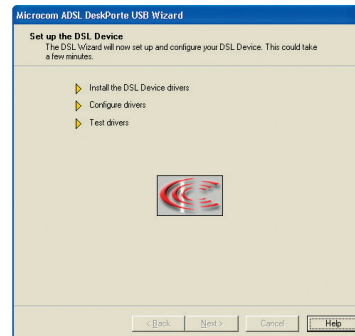 Microcom ADSL DeskPorte USB Wizard
Set up the DSL Device
The DSL Wizard will now set up and configure your DSL Device. This could take
a few minutes.
Install the DSL Device drivers
Configure drivers
Test drivers
< Back
Next >
Cancel
Help